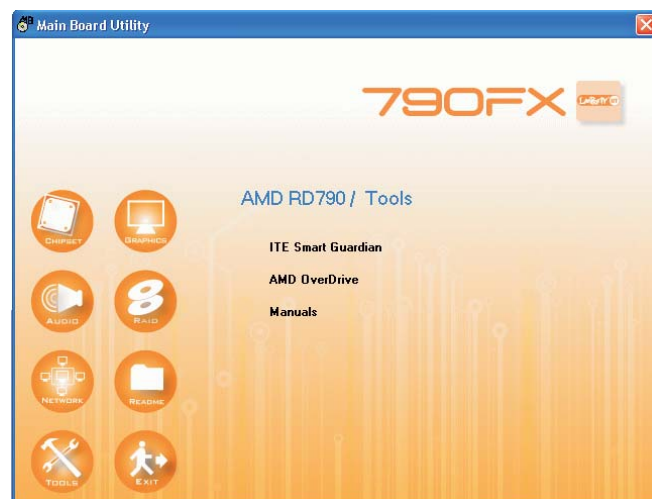 Main Board Utility
790FX
AMD RD790 / Tools
ITE Smart Guardian
AMD OverDrive
Manuals
CHIPSET
GRAPHICS
AUDIO
RAID
NETWORK
README
TOOLS
EXIT